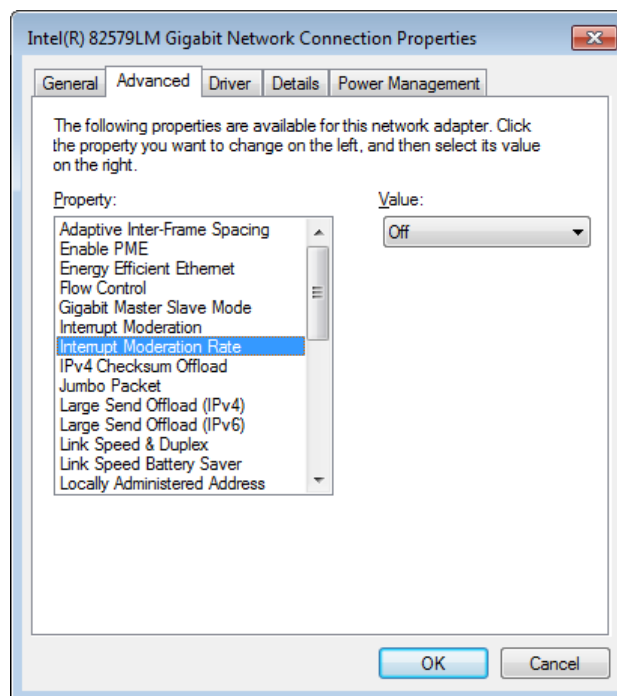 Intel(R) 82579LM Gigabit Network Connection Properties
General Advanced Driver Details Power Management
The following properties are available for this network adapter. Click
the property you want to change on the left, and then select its value
on the right.
Property: Value:
Adaptive Inter-Frame Spacing Off
Enable PME
Energy Efficient Ethernet
Flow Control
Gigabit Master Slave Mode
Interrupt Moderation
Interrupt Moderation Rate
IPv4 Checksum Offload
Jumbo Packet
Large Send Offload (IPv4)
Large Send Offload (IPv6)
Link Speed & Duplex
Link Speed Battery Saver
Locally Administered Address
OK Cancel